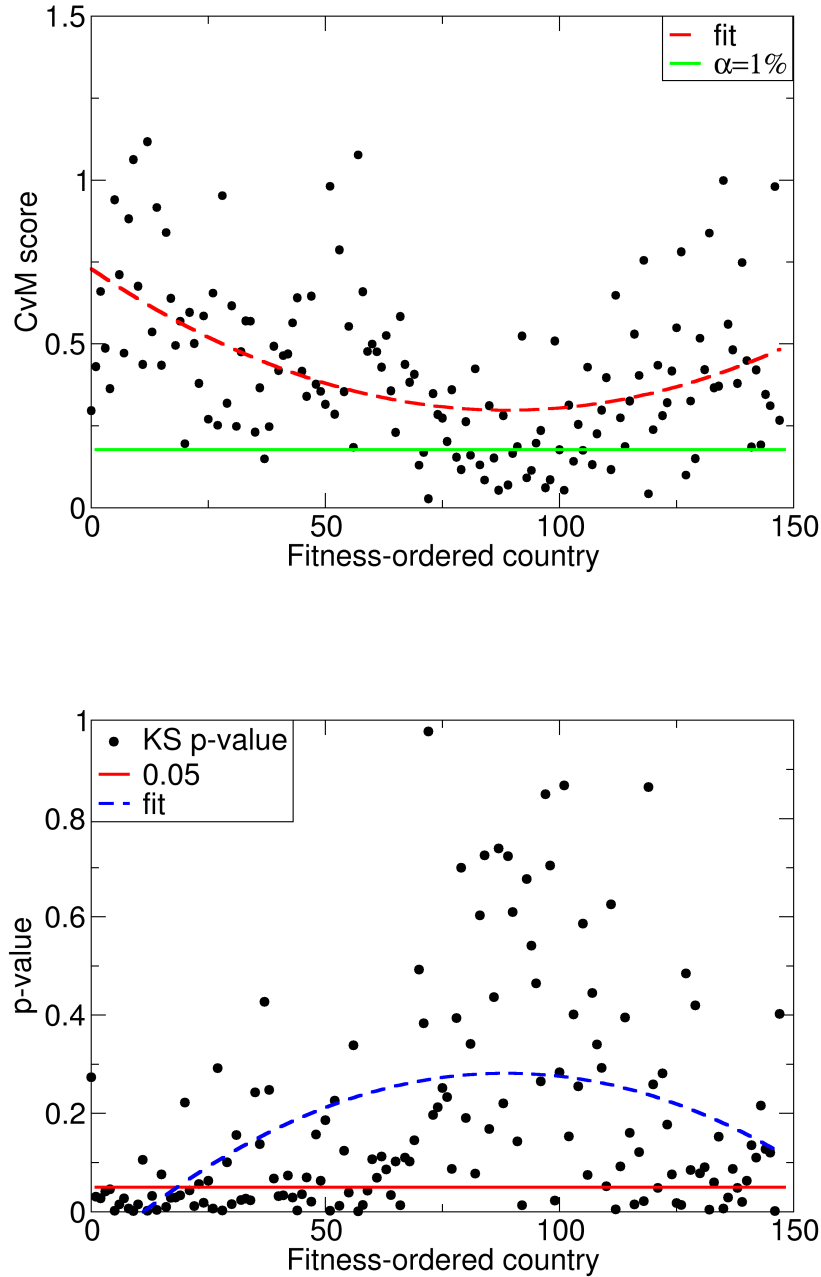 1.5
fit
α=1%
1
CvM score
0.5
0
0
50
100
150
Fitness-ordered country
1
KS p-value
0.05
fit
0.8
0.6
p-value
0.4
0.2
0
0
50
100
150
Fitness-ordered country